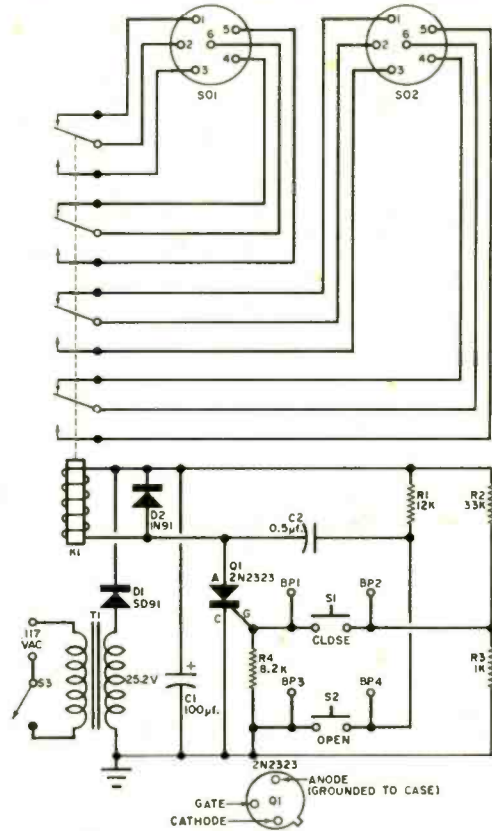 1 5 1 5
2 6 2 6
3 4 3 4
SO1 SO2
K1
D2
1N91
C2
0.5µf.
R1
12K
R2
33K
Q1
2N2323
A
C G
D1
SD91
BP1 S1 BP2
CLOSE
117
VAC
S3
T1
25.2V
+
C1
100µf.
R4
8.2K
R3
1K
BP3 S2 BP4
OPEN
2N2323
ANODE
(GROUNDED TO CASE)
GATE Q1
CATHODE